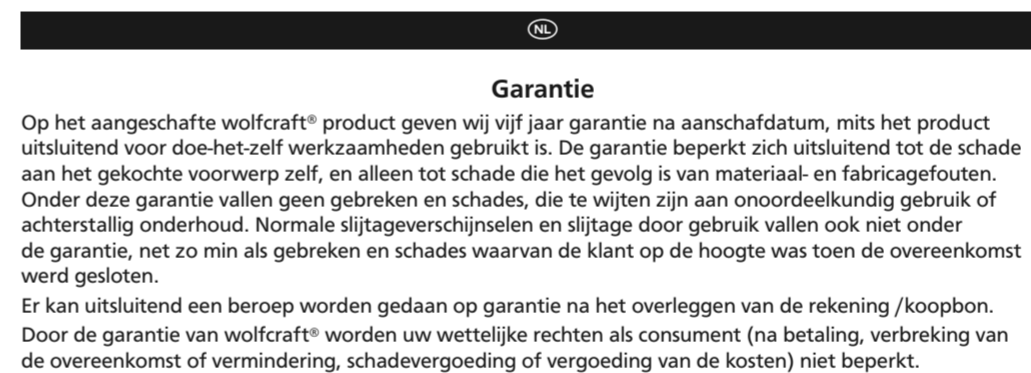 NL
Garantie
Op het aangeschafte wolfcraft® product geven wij vijf jaar garantie na aanschafdatum, mits het product
uitsluitend voor doe-het-zelf werkzaamheden gebruikt is. De garantie beperkt zich uitsluitend tot de schade
aan het gekochte voorwerp zelf, en alleen tot schade die het gevolg is van materiaal- en fabricagefouten.
Onder deze garantie vallen geen gebreken en schades, die te wijten zijn aan onoordeelkundig gebruik of
achterstallig onderhoud. Normale slijtageverschijnselen en slijtage door gebruik vallen ook niet onder
de garantie, net zo min als gebreken en schades waarvan de klant op de hoogte was toen de overeenkomst
werd gesloten.
Er kan uitsluitend een beroep worden gedaan op garantie na het overleggen van de rekening /koopbon.
Door de garantie van wolfcraft® worden uw wettelijke rechten als consument (na betaling, verbreking van
de overeenkomst of vermindering, schadevergoeding of vergoeding van de kosten) niet beperkt.